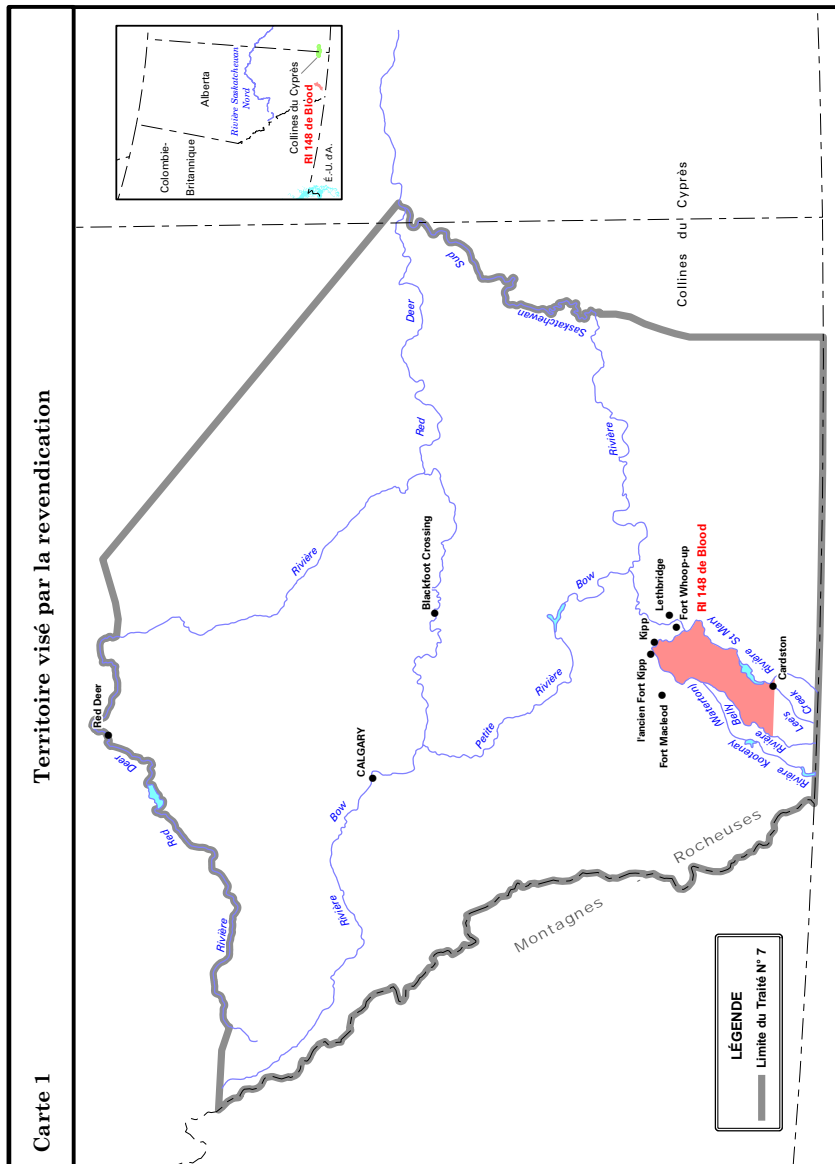 Carte 1
Territoire visé par la revendication
Colombie-
Britannique
Alberta
Rivière Saskatchewan
Nord
Collines du Cyprès
RI 148 de Blood
É.-U. d'A.
Red Deer
Rivière
Red
Deer
Rivière
Red
Deer
Rivière
Bow
CALGARY
Blackfoot Crossing
Petite
Rivière
Bow
Rivière
Saskatchewan
Sud
Collines du Cyprès
Montagnes
Rocheuses
l'ancien Fort Kipp
Kipp
Fort Macleod
Lethbridge
Fort Whoop-up
RI 148 de Blood
Rivière
Kootenay
(Waterton)
Rivière
Belly
Rivière
St Mary
Lee's
Creek
Cardston
LÉGENDE
Limite du Traité N° 7